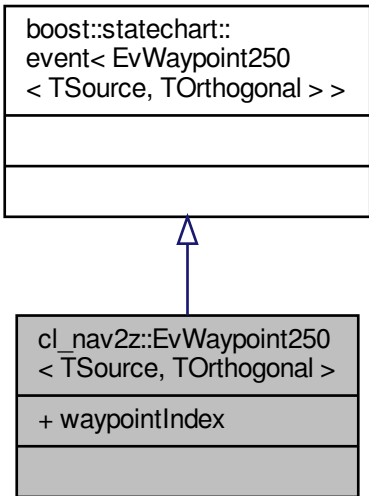 boost::statechart::
event< EvWaypoint250
< TSource, TOrthogonal > >
cl_nav2z::EvWaypoint250
< TSource, TOrthogonal >
+ waypointIndex